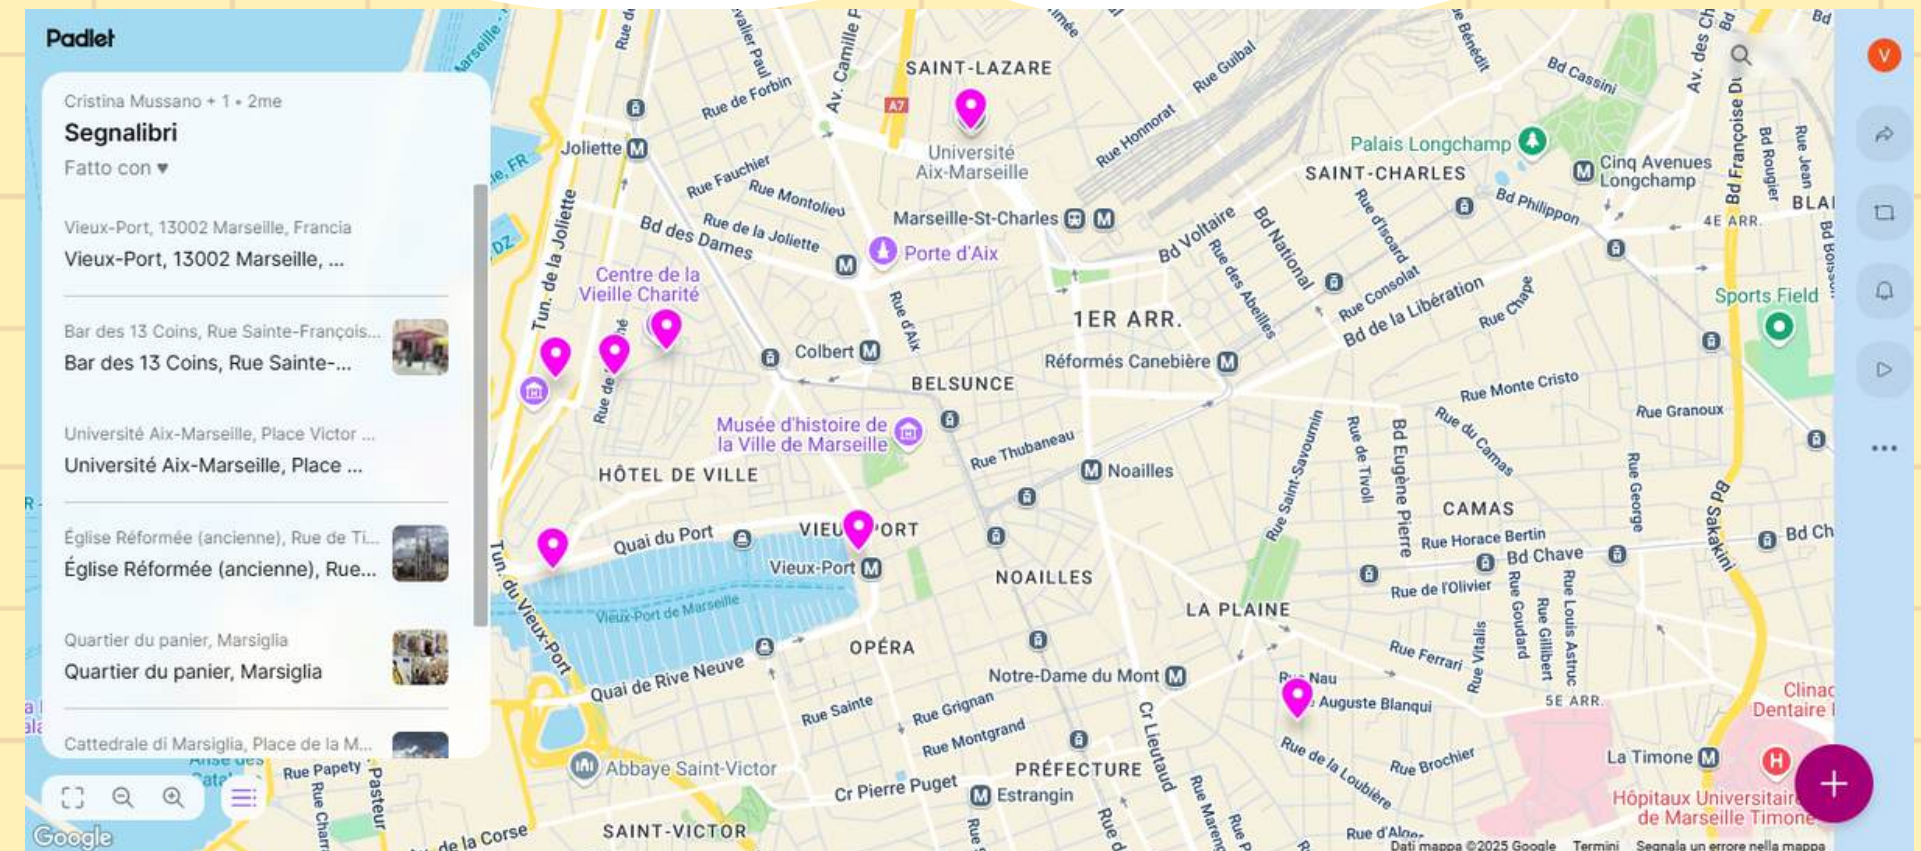 Padlet
Cristina Mussano + 1 • 2me
Segnalibri
Fatto con ♥
Vieux-Port, 13002 Marseille, Francia
Vieux-Port, 13002 Marseille, ...
Bar des 13 Coins, Rue Sainte-François...
Bar des 13 Coins, Rue Sainte-...
Université Aix-Marseille, Place Victor ...
Université Aix-Marseille, Place ...
Église Réformée (ancienne), Rue de Ti...
Église Réformée (ancienne), Rue...
Quartier du panier, Marsiglia
Quartier du panier, Marsiglia
Cattedrale di Marsiglia, Place de la M...
Google
V
SAINT-LAZARE
Rue Guibal
Bd Cassini
Av. Camille P
Rue de Forbin
A7
Rue Honnorat
Joliette M
Université
Aix-Marseille
Palais Longchamp
Cinq Avenues
Longchamp
SAINT-CHARLES
Rue Fauchier
Rue Montolieu
Rue de la Joliette
Bd des Dames
Marseille-St-Charles
Bd Voltaire
Bd National
Rue d'Isoard
Bd Philippon
4E ARR.
Bd Rougier
Rue Jean
Porte d'Aix
Tun. de la Joliette
Centre de la
Vieille Charité
Rue d'Aix
Rue des Abeilles
Rue Consolat
Bd de la Libération
Rue Chape
Sports Field
1ER ARR.
Colbert M
Réformés Canebière M
BELSUNCE
Rue Monte Cristo
Rue Granoux
Musée d'histoire de
la Ville de Marseille
Rue Thubaneau
M Noailles
Rue Saint-Savournin
Rue de Tivoli
Bd Eugène Pierre
Rue du Camas
Rue George
Bd Sakakini
HÔTEL DE VILLE
CAMAS
Quai du Port
Rue Horace Bertin
Bd Chave
Vieux-Port M
NOAILLES
Rue de l'Olivier
Vieux-Port de Marseille
LA PLAINE
Tun. du Vieux-Port
Rue Goudard
Rue Gillibert
Rue Louis Astruc
OPÉRA
Rue Ferrari
Rue Vitalis
Quai de Rive Neuve
Notre-Dame du Mont M
Auguste Blanqui
5E ARR.
Rue Sainte
Rue Grignan
Rue Montgrand
Cr Lieutaud
Rue de la Loubière
Rue Brochier
La Timone M
H
Abbaye Saint-Victor
PRÉFECTURE
Cr Pierre Puget
M Estrangin
Rue Papety
Pasteur
SAINT-VICTOR
de la Corse
Dati mappa ©2025 Google
Termini
Segnala un errore nella mappa